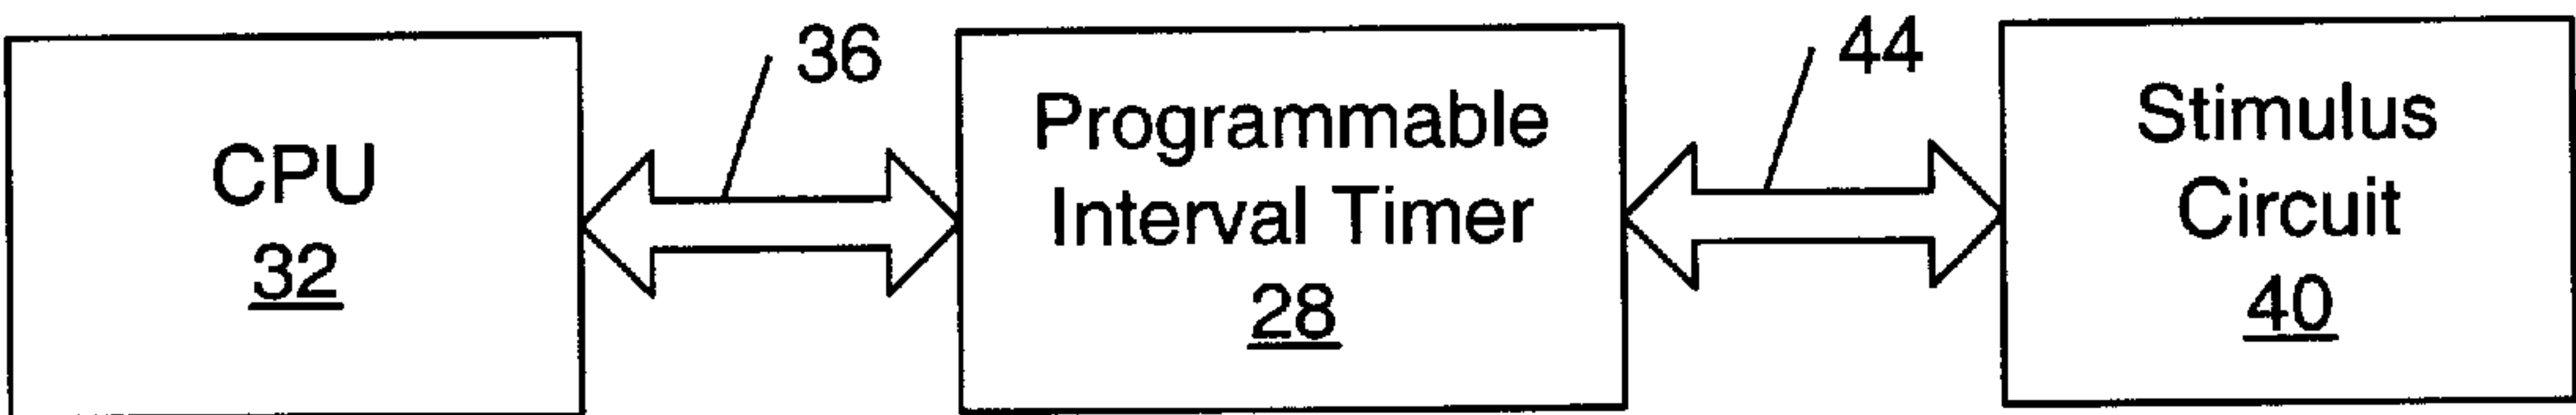 CPU
32
36
Programmable
Interval Timer
28
44
Stimulus
Circuit
40